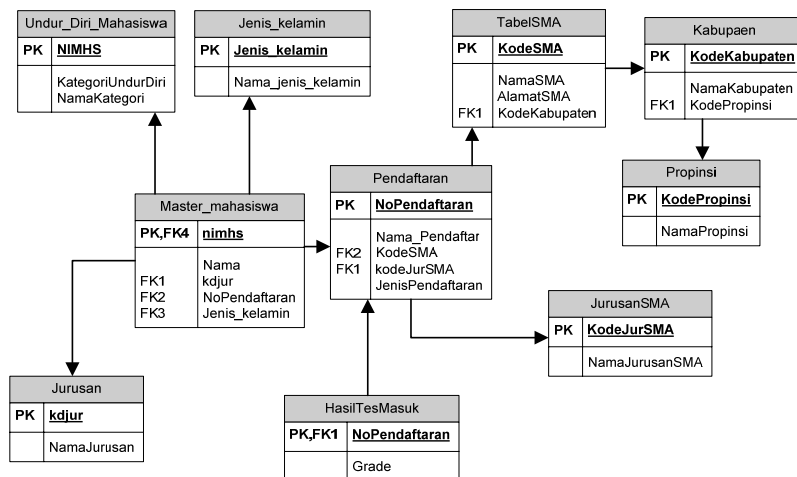 Undur_Diri_Mahasiswa
PK NIMHS
KategoriUndurDiri
NamaKategori
Jenis_kelamin
PK Jenis_kelamin
Nama_jenis_kelamin
TabelSMA
PK KodeSMA
NamaSMA
AlamatSMA
FK1 KodeKabupaten
Kabupaen
PK KodeKabupaten
NamaKabupaten
FK1 KodePropinsi
Propinsi
PK KodePropinsi
NamaPropinsi
Master_mahasiswa
PK,FK4 nimhs
Nama
FK1 kdjur
FK2 NoPendaftaran
FK3 Jenis_kelamin
Pendaftaran
PK NoPendaftaran
Nama_Pendaftar
FK2 KodeSMA
FK1 kodeJurSMA
JenisPendaftaran
JurusanSMA
PK KodeJurSMA
NamaJurusanSMA
Jurusan
PK kdjur
NamaJurusan
HasilTesMasuk
PK,FK1 NoPendaftaran
Grade